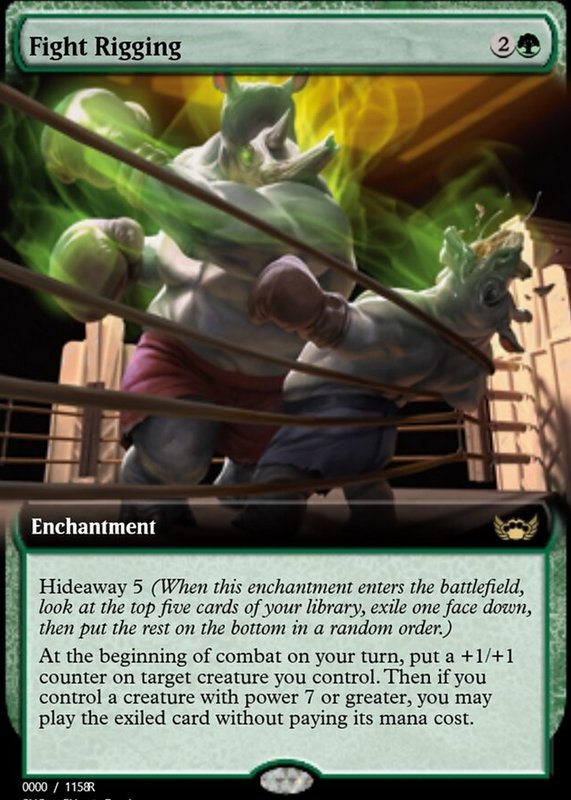 Fight Rigging
2
Enchantment
Hideaway 5 (When this enchantment enters the battlefield,
look at the top five cards of your library, exile one face down,
then put the rest on the bottom in a random order.)
At the beginning of combat on your turn, put a +1/+1
counter on target creature you control. Then if you
control a creature with power 7 or greater, you may
play the exiled card without paying its mana cost.
0000 / 1158R